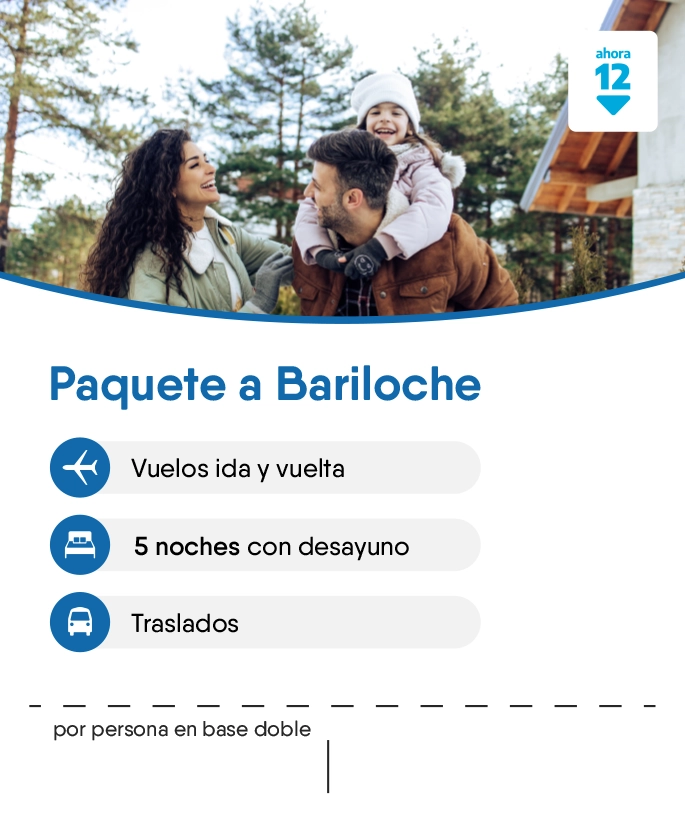 ahora
12
Paquete a Bariloche
Vuelos ida y vuelta
5 noches con desayuno
Traslados
por persona en base doble